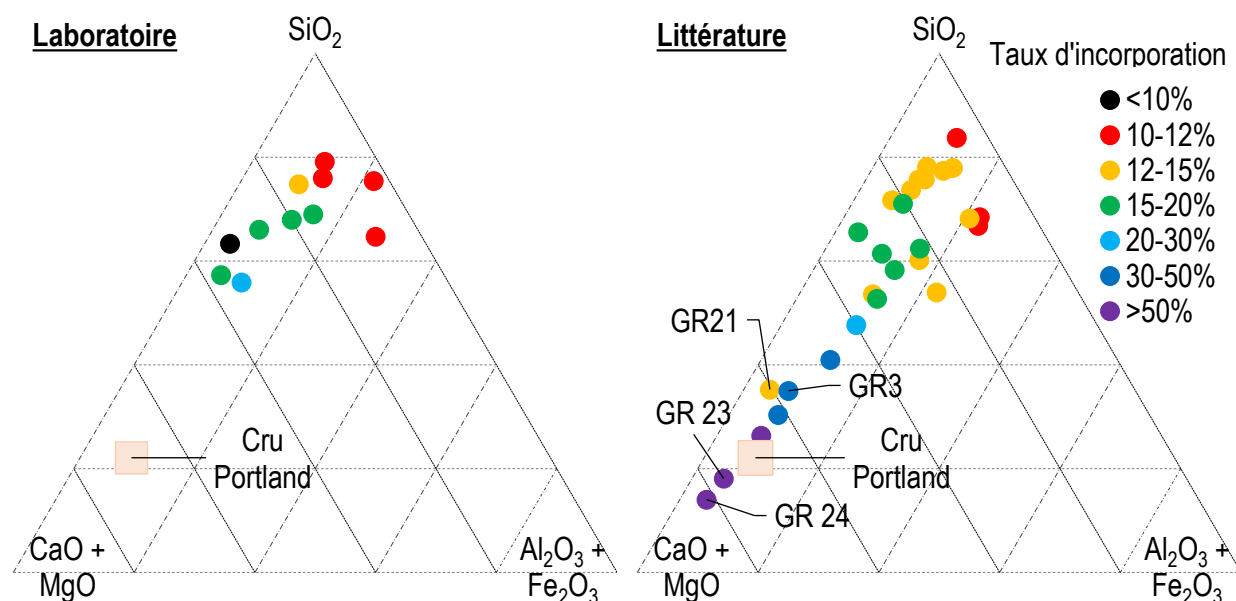 Laboratoire
SiO₂
Cru
Portland
CaO +
MgO
Al₂O₃ +
Fe₂O₃
Littérature
SiO₂
Taux d'incorporation
<10%
10-12%
12-15%
15-20%
20-30%
30-50%
>50%
GR21
GR3
GR 23
Cru
Portland
GR 24
CaO +
MgO
Al₂O₃ +
Fe₂O₃